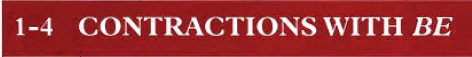 1-4 CONTRACTIONS WITH BE